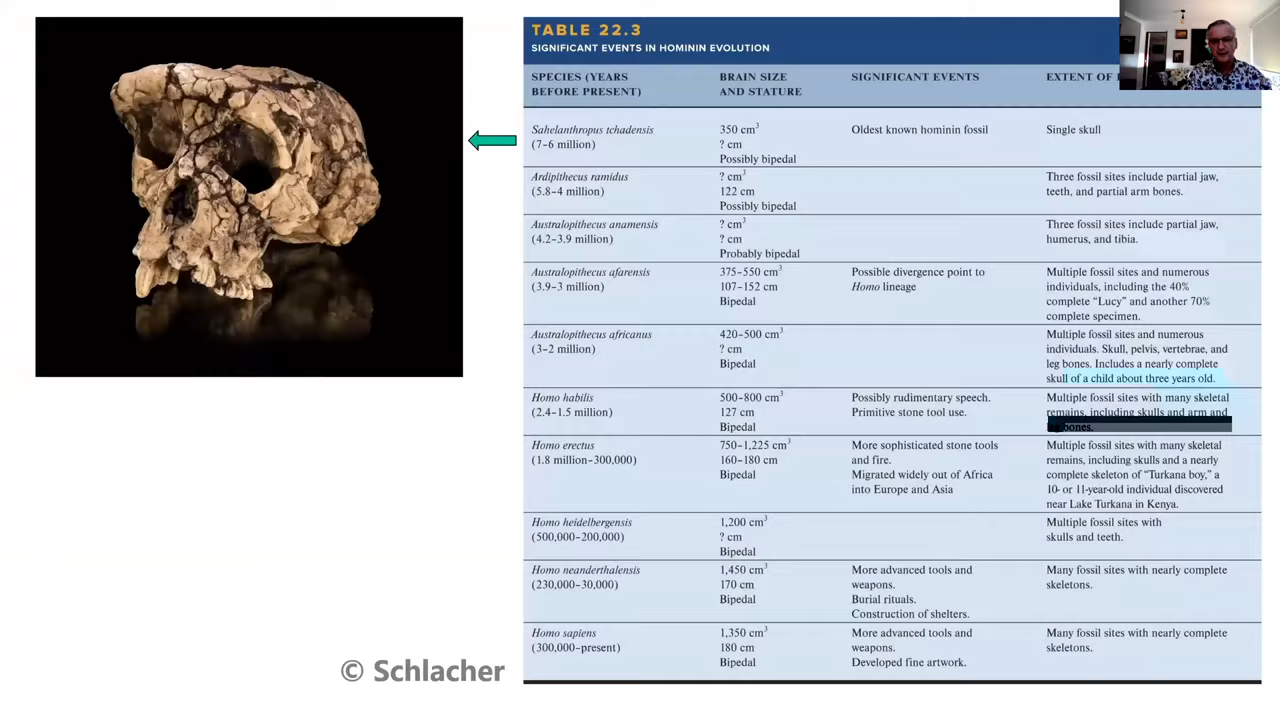 TABLE 22.3
SIGNIFICANT EVENTS IN HOMININ EVOLUTION
SPECIES (YEARS BEFORE PRESENT)
BRAIN SIZE AND STATURE
SIGNIFICANT EVENTS
EXTENT OF
Sahelanthropus tchadensis
(7–6 million)
350 cm³
? cm
Possibly bipedal
Oldest known hominin fossil
Single skull
Ardipithecus ramidus
(5.8–4 million)
? cm³
122 cm
Possibly bipedal
Three fossil sites include partial jaw,
teeth, and partial arm bones.
Australopithecus anamensis
(4.2–3.9 million)
? cm³
? cm
Probably bipedal
Three fossil sites include partial jaw,
humerus, and tibia.
Australopithecus afarensis
(3.9–3 million)
375–550 cm³
107–152 cm
Bipedal
Possible divergence point to
Homo lineage
Multiple fossil sites and numerous
individuals, including the 40%
complete “Lucy” and another 70%
complete specimen.
Australopithecus africanus
(3–2 million)
420–500 cm³
? cm
Bipedal
Multiple fossil sites and numerous
individuals. Skull, pelvis, vertebrae, and
leg bones. Includes a nearly complete
skull of a child about three years old.
Homo habilis
(2.4–1.5 million)
500–800 cm³
127 cm
Bipedal
Possibly rudimentary speech.
Primitive stone tool use.
Multiple fossil sites with many skeletal
remains, including skulls and arm and
leg bones.
Homo erectus
(1.8 million–300,000)
750–1,225 cm³
160–180 cm
Bipedal
More sophisticated stone tools
and fire.
Migrated widely out of Africa
into Europe and Asia
Multiple fossil sites with many skeletal
remains, including skulls and a nearly
complete skeleton of “Turkana boy,” a
10- or 11-year-old individual discovered
near Lake Turkana in Kenya.
Homo heidelbergensis
(500,000–200,000)
1,200 cm³
? cm
Bipedal
Multiple fossil sites with
skulls and teeth.
Homo neanderthalensis
(230,000–30,000)
1,450 cm³
170 cm
Bipedal
More advanced tools and
weapons.
Burial rituals.
Construction of shelters.
Many fossil sites with nearly complete
skeletons.
Homo sapiens
(300,000–present)
1,350 cm³
180 cm
Bipedal
More advanced tools and
weapons.
Developed fine artwork.
Many fossil sites with nearly complete
skeletons.
© Schlacher